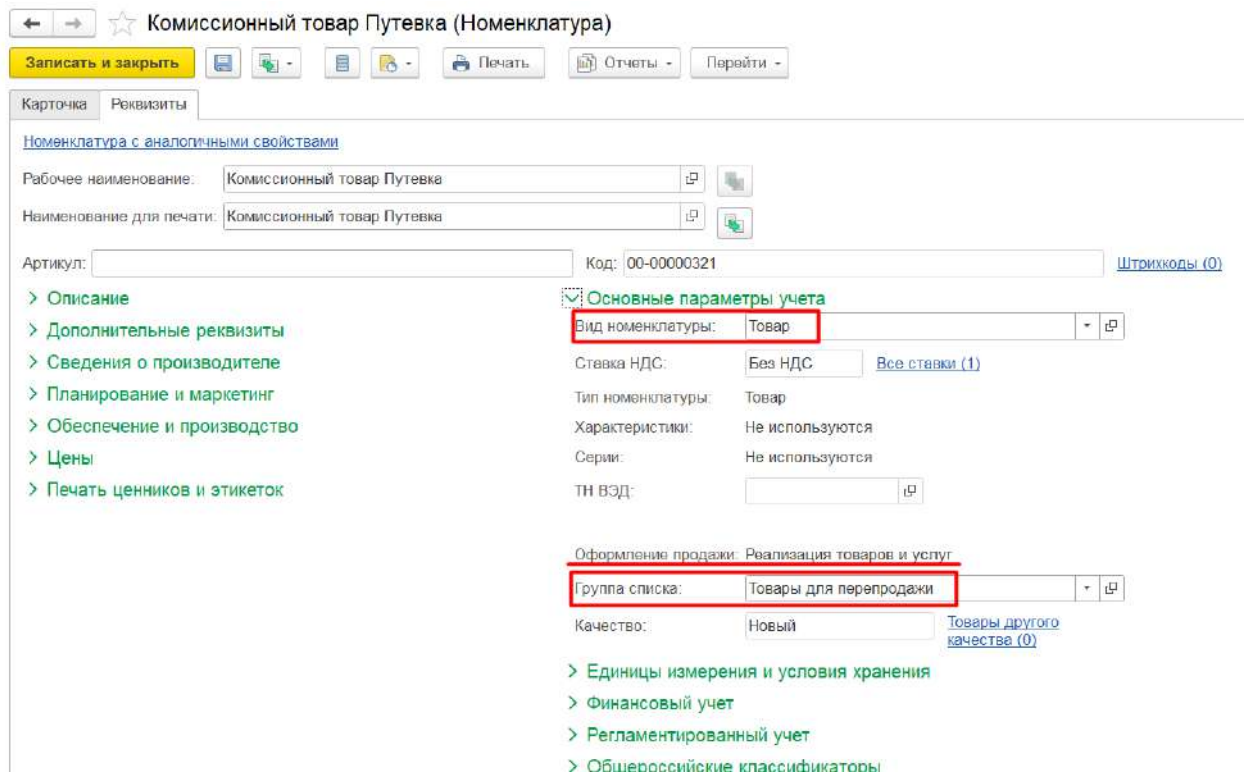 Комиссионный товар Путевка (Номенклатура)
Записать и закрыть Печать Отчеты Перейти
Карточка Реквизиты
Номенклатура с аналогичными свойствами
Рабочее наименование: Комиссионный товар Путевка
Наименование для печати: Комиссионный товар Путевка
Артикул: Код: 00-00000321 Штрихкоды (0)
Описание
Дополнительные реквизиты
Сведения о производителе
Планирование и маркетинг
Обеспечение и производство
Цены
Печать ценников и этикеток
Основные параметры учета
Вид номенклатуры: Товар
Ставка НДС: Без НДС Все ставки (1)
Тип номенклатуры: Товар
Характеристики: Не используются
Серии: Не используются
ТН ВЭД:
Оформление продажи: Реализация товаров и услуг
Группа списка: Товары для перепродажи
Качество: Новый Товары другого
качества (0)
Единицы измерения и условия хранения
Финансовый учет
Регламентированный учет
Общероссийские классификаторы